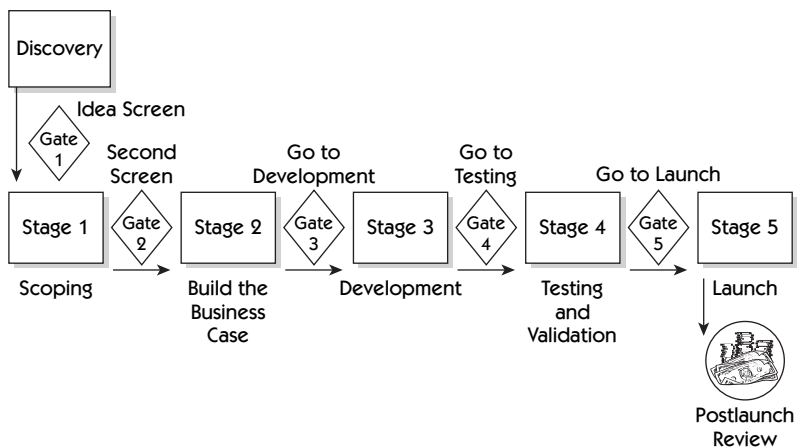 Discovery
Idea Screen
Gate
1
Second
Screen
Go to
Development
Go to
Testing
Go to Launch
Stage 1
Gate
2
Stage 2
Gate
3
Stage 3
Gate
4
Stage 4
Gate
5
Stage 5
Scoping
Build the
Business
Case
Development
Testing
and
Validation
Launch
Postlaunch
Review